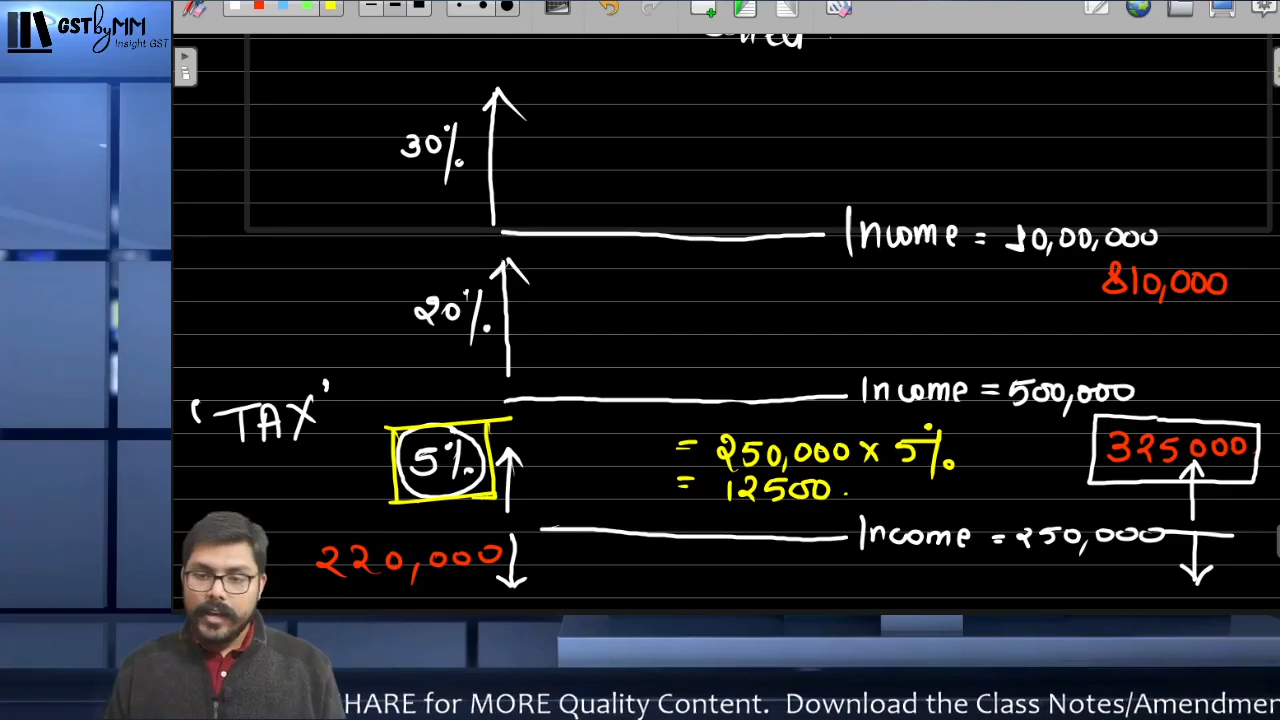 GSTbyMM
Insight GST
30%
Income = 10,00,000
810,000
20%
Income = 500,000
'TAX'
5%
= 250,000 x 5%
= 12500.
325000
Income = 250,000
220,000
HARE for MORE Quality Content. Download the Class Notes/Amendmen